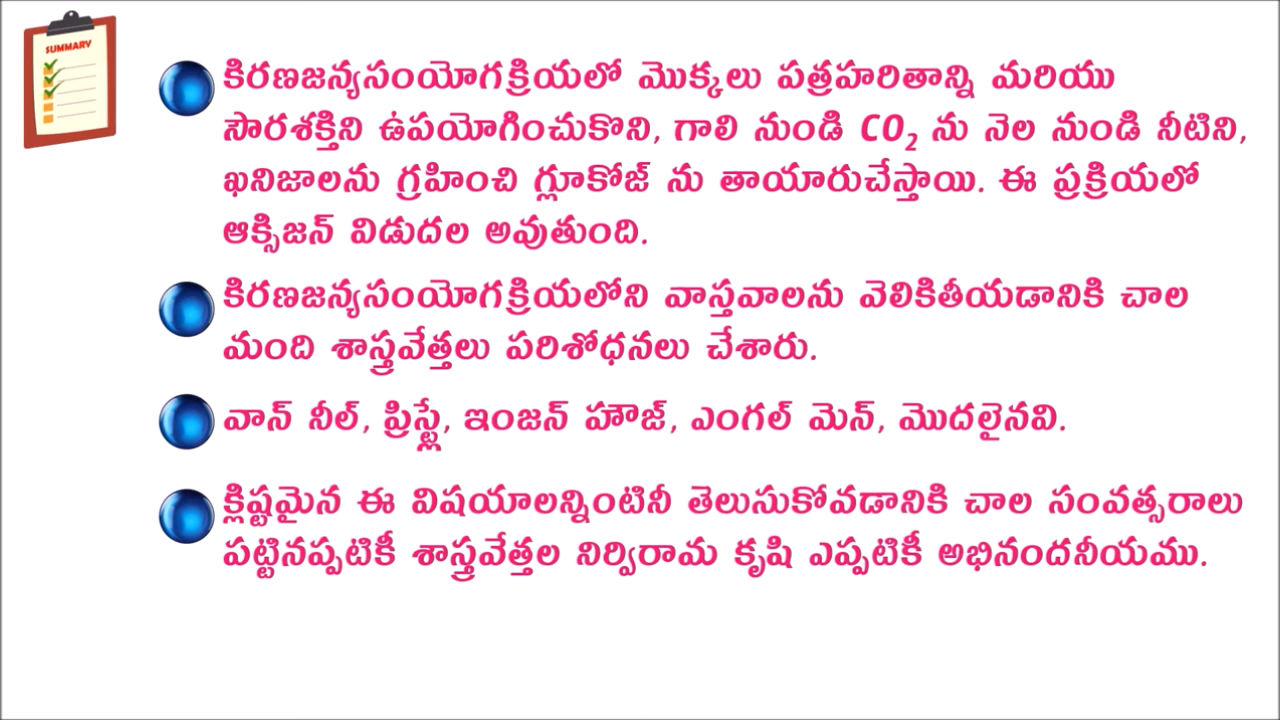 SUMMARY
కిరణజన్యసంయోగక్రియలో మొక్కలు పత్రహరితాన్ని మరియు
సౌరశక్తిని ఉపయోగించుకొని, గాలి నుండి CO₂ ను నెల నుండి నీటిని,
ఖనిజాలను గ్రహించి గ్లూకోజ్ ను తాయారుచేస్తాయి. ఈ ప్రక్రియలో
ఆక్సిజన్ విడుదల అవుతుంది.
కిరణజన్యసంయోగక్రియలోని వాస్తవాలను వెలికితీయడానికి చాల
మంది శాస్త్రవేత్తలు పరిశోధనలు చేశారు.
వాన్ నీల్, ప్రిస్ట్లే, ఇంజన్ హౌజ్, ఎంగల్ మెన్, మొదలైనవి.
క్లిష్టమైన ఈ విషయాలన్నింటినీ తెలుసుకోవడానికి చాల సంవత్సరాలు
పట్టినప్పటికీ శాస్త్రవేత్తల నిర్విరామ కృషి ఎప్పటికీ అభినందనీయము.